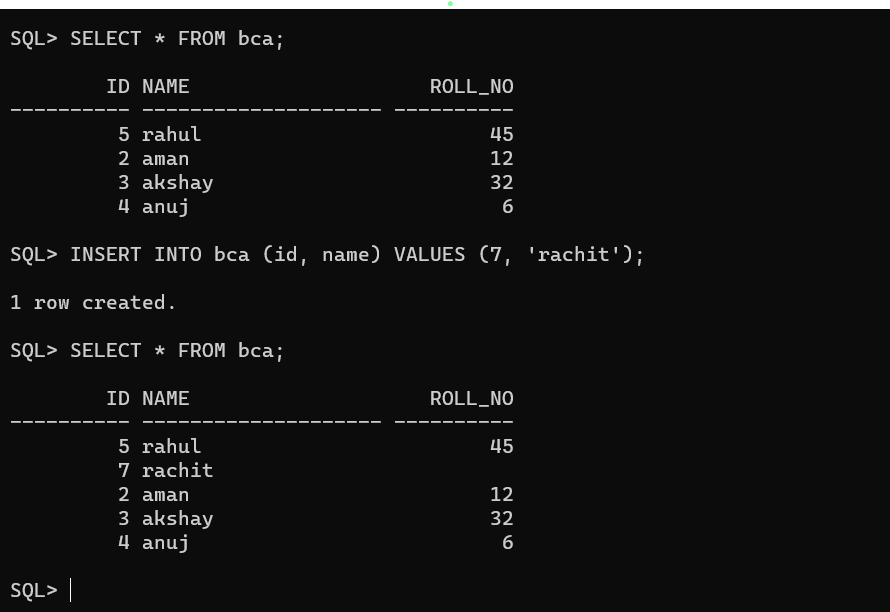 SQL> SELECT * FROM bca;
        ID NAME                    ROLL_NO
---------- -------------------- ----------
         5 rahul                        45
         2 aman                         12
         3 akshay                       32
         4 anuj                          6
SQL> INSERT INTO bca (id, name) VALUES (7, 'rachit');
1 row created.
SQL> SELECT * FROM bca;
        ID NAME                    ROLL_NO
---------- -------------------- ----------
         5 rahul                        45
         7 rachit
         2 aman                         12
         3 akshay                       32
         4 anuj                          6
SQL>